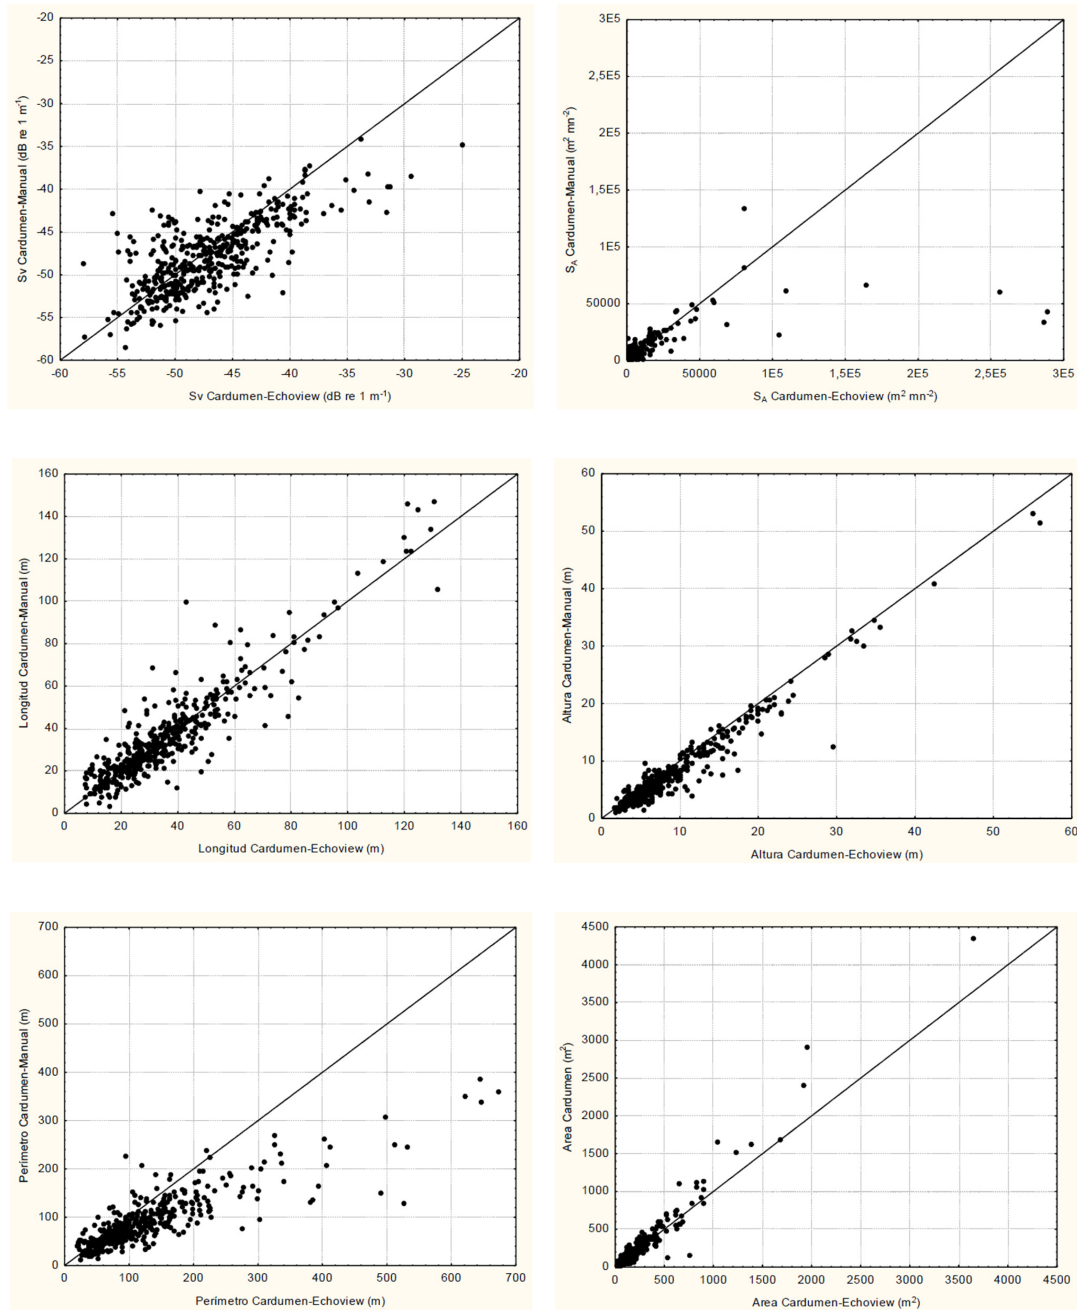 -20
-25
-30
-35
-40
-45
-50
-55
-60
-60 -55 -50 -45 -40 -35 -30 -25 -20
Sv Cardumen-Manual (dB re 1 m-1)
Sv Cardumen-Echoview (dB re 1 m-1)
3E5
2,5E5
2E5
1,5E5
1E5
50000
0
0 50000 1E5 1,5E5 2E5 2,5E5 3E5
SA Cardumen-Manual (m2 mn-2)
SA Cardumen-Echoview (m2 mn-2)
160
140
120
100
80
60
40
20
0
0 20 40 60 80 100 120 140 160
Longitud Cardumen-Manual (m)
Longitud Cardumen-Echoview (m)
60
50
40
30
20
10
0
0 10 20 30 40 50 60
Altura Cardumen-Manual (m)
Altura Cardumen-Echoview (m)
700
600
500
400
300
200
100
0
0 100 200 300 400 500 600 700
Perímetro Cardumen-Manual (m)
Perímetro Cardumen-Echoview (m)
4500
4000
3500
3000
2500
2000
1500
1000
500
0
0 500 1000 1500 2000 2500 3000 3500 4000 4500
Area Cardumen (m2)
Area Cardumen-Echoview (m2)